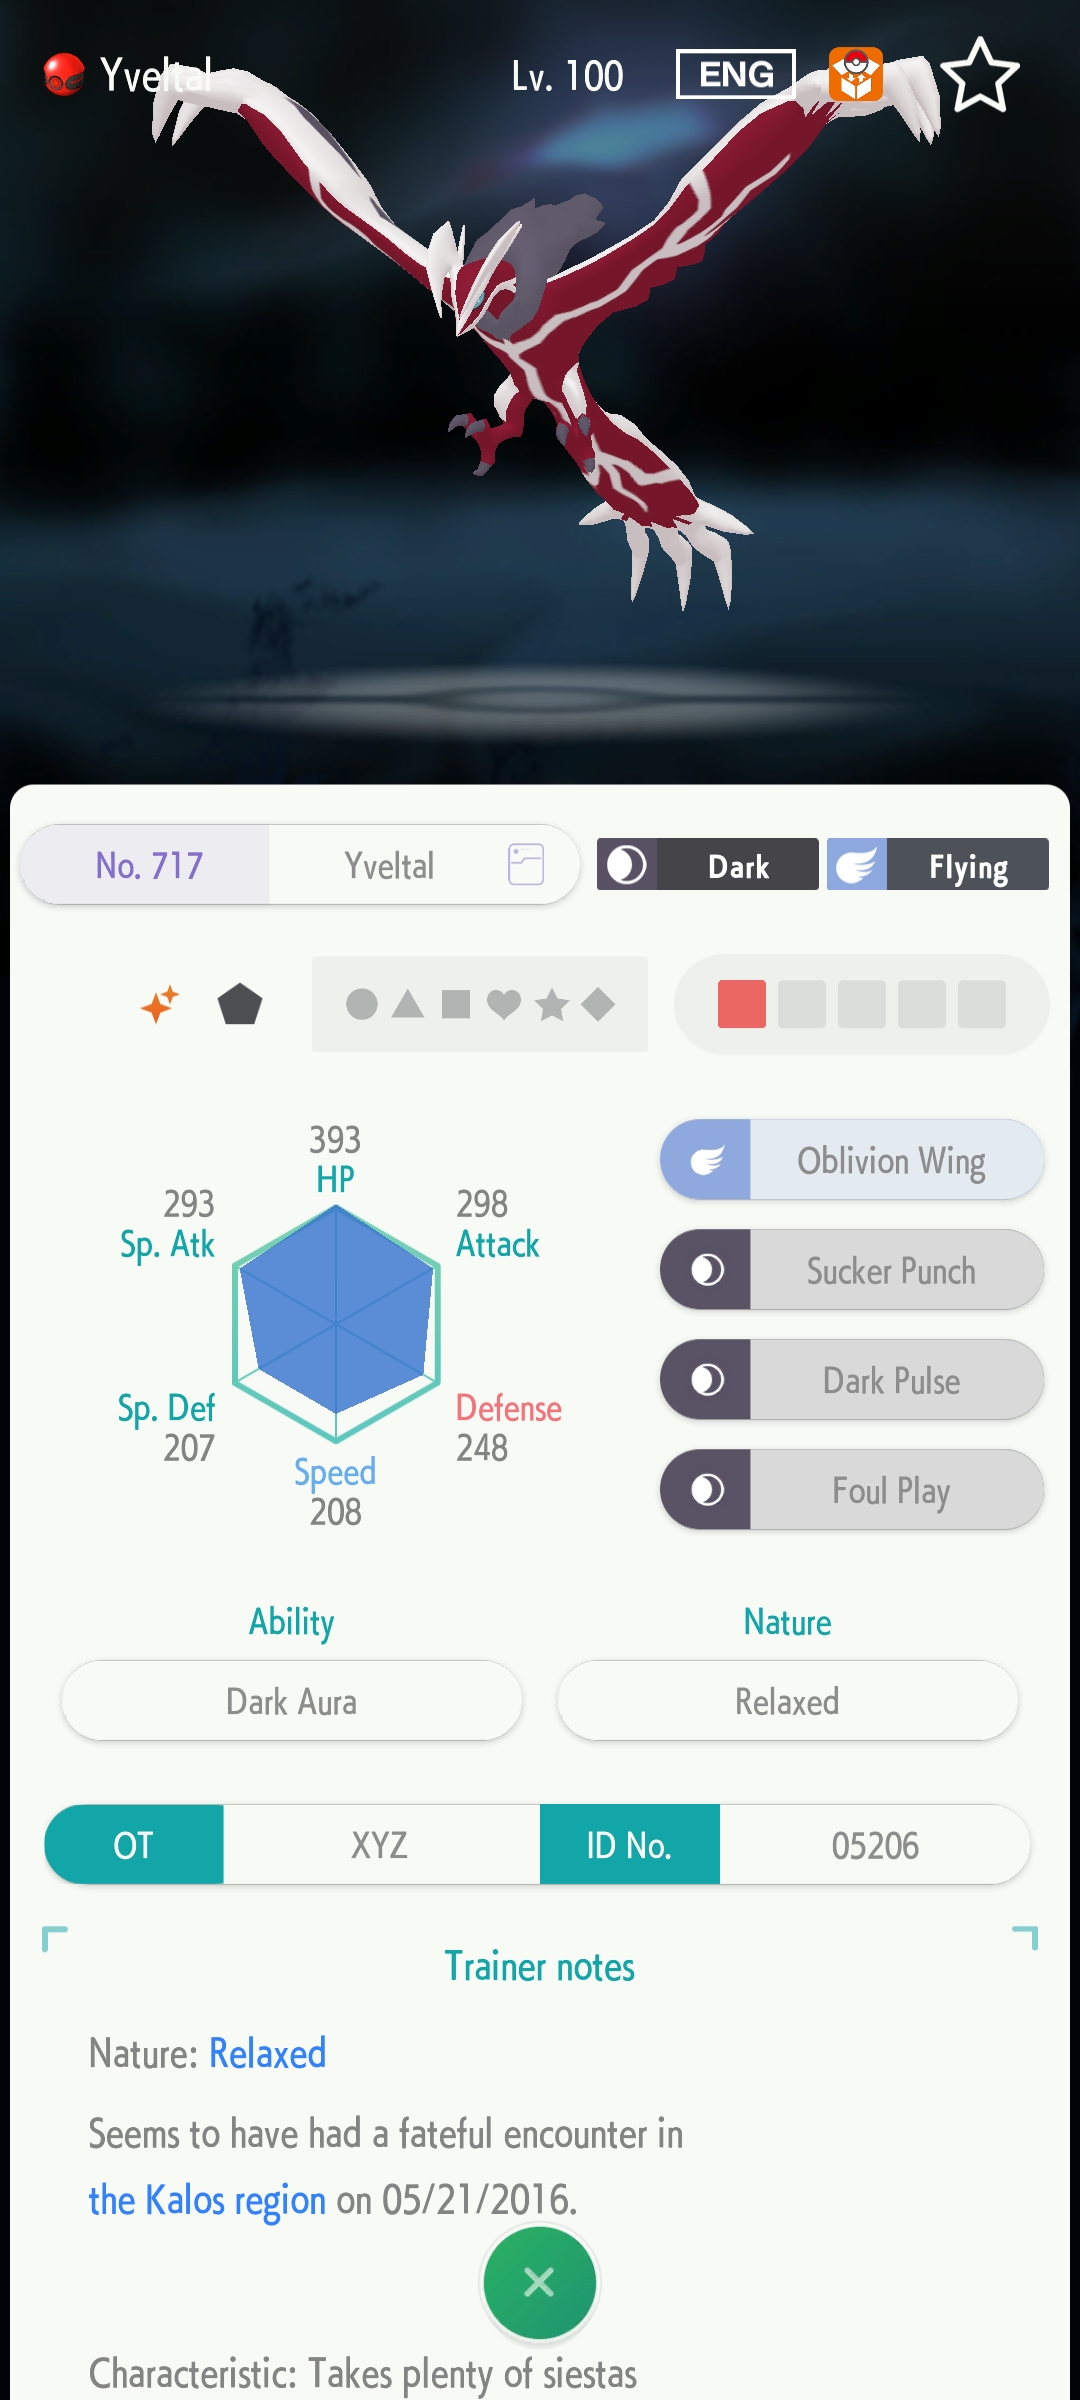 Yveltal Lv. 100 ENG
No. 717 Yveltal Dark Flying
393
HP
293
Sp. Atk
298
Attack
Sp. Def
207
Defense
248
Speed
208
Oblivion Wing
Sucker Punch
Dark Pulse
Foul Play
Ability
Dark Aura
Nature
Relaxed
OT XYZ ID No. 05206
Trainer notes
Nature: Relaxed
Seems to have had a fateful encounter in
the Kalos region on 05/21/2016.
Characteristic: Takes plenty of siestas